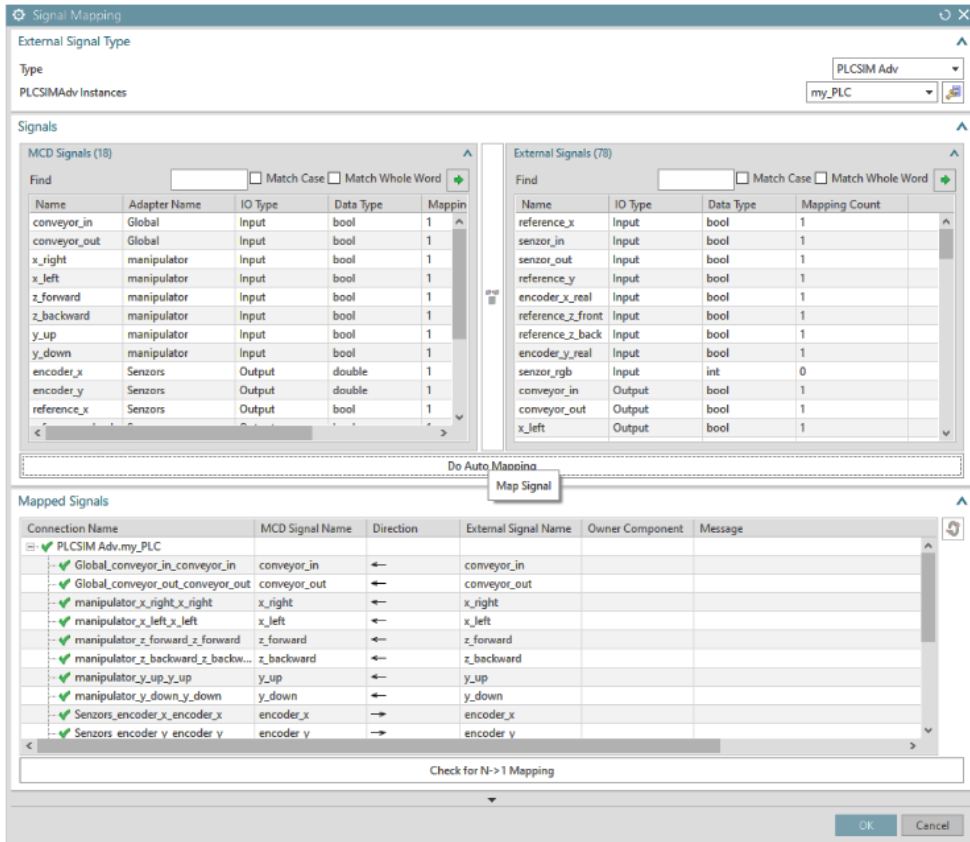 Signal Mapping
External Signal Type
Type PLCSIM Adv
PLCSIMAdv Instances my_PLC
Signals
MCD Signals (18)
Find Match Case Match Whole Word
Name Adapter Name IO Type Data Type Mappin
conveyor_in Global Input bool 1
conveyor_out Global Input bool 1
x_right manipulator Input bool 1
x_left manipulator Input bool 1
z_forward manipulator Input bool 1
z_backward manipulator Input bool 1
y_up manipulator Input bool 1
y_down manipulator Input bool 1
encoder_x Senzors Output double 1
encoder_y Senzors Output double 1
reference_x Senzors Output bool 1
External Signals (78)
Find Match Case Match Whole Word
Name IO Type Data Type Mapping Count
reference_x Input bool 1
senzor_in Input bool 1
senzor_out Input bool 1
reference_y Input bool 1
encoder_x_real Input bool 1
reference_z_front Input bool 1
reference_z_back Input bool 1
encoder_y_real Input bool 1
senzor_rgb Input int 0
conveyor_in Output bool 1
conveyor_out Output bool 1
x_left Output bool 1
Do Auto Mapping
Map Signal
Mapped Signals
Connection Name MCD Signal Name Direction External Signal Name Owner Component Message
PLCSIM Adv.my_PLC
Global_conveyor_in_conveyor_in conveyor_in ← conveyor_in
Global_conveyor_out_conveyor_out conveyor_out ← conveyor_out
manipulator_x_right_x_right x_right ← x_right
manipulator_x_left_x_left x_left ← x_left
manipulator_z_forward_z_forward z_forward ← z_forward
manipulator_z_backward_z_backw... z_backward ← z_backward
manipulator_y_up_y_up y_up ← y_up
manipulator_y_down_y_down y_down ← y_down
Senzors_encoder_x_encoder_x encoder_x → encoder_x
Senzors_encoder_y_encoder_y encoder_y → encoder_y
Check for N->1 Mapping
OK Cancel